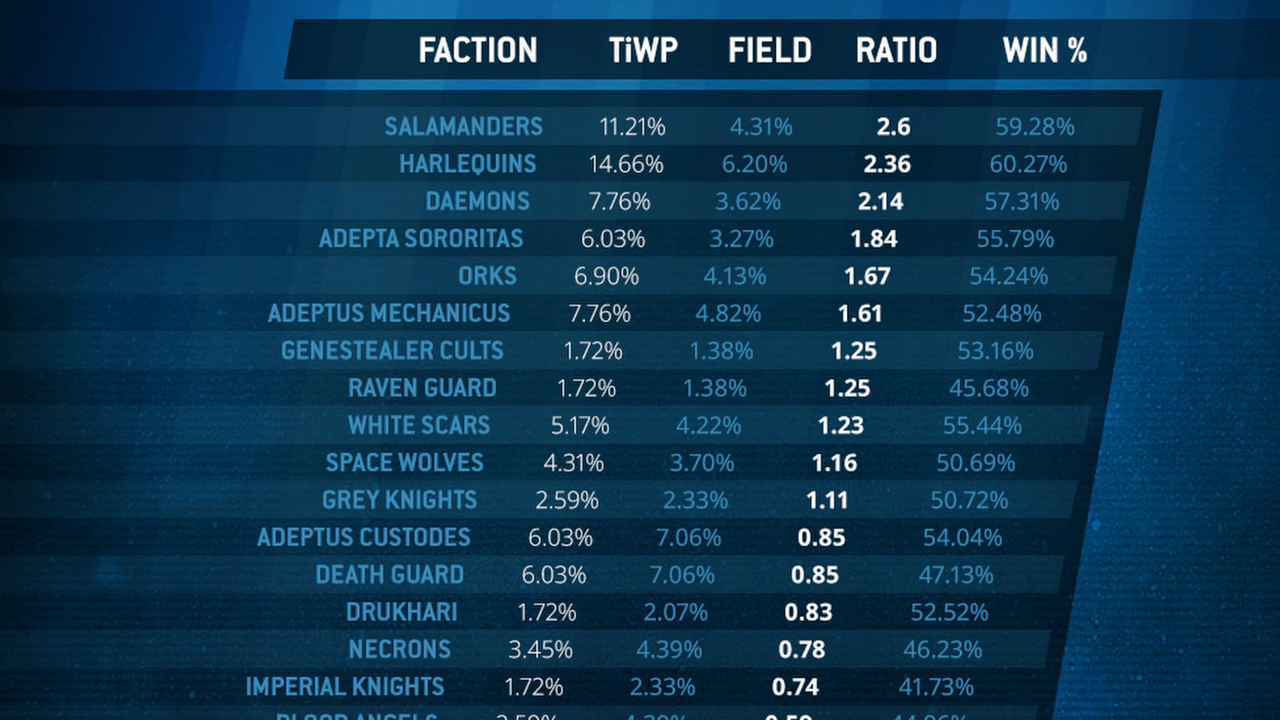 FACTION TiWP FIELD RATIO WIN %
SALAMANDERS 11.21% 4.31% 2.6 59.28%
HARLEQUINS 14.66% 6.20% 2.36 60.27%
DAEMONS 7.76% 3.62% 2.14 57.31%
ADEPTA SORORITAS 6.03% 3.27% 1.84 55.79%
ORKS 6.90% 4.13% 1.67 54.24%
ADEPTUS MECHANICUS 7.76% 4.82% 1.61 52.48%
GENESTEALER CULTS 1.72% 1.38% 1.25 53.16%
RAVEN GUARD 1.72% 1.38% 1.25 45.68%
WHITE SCARS 5.17% 4.22% 1.23 55.44%
SPACE WOLVES 4.31% 3.70% 1.16 50.69%
GREY KNIGHTS 2.59% 2.33% 1.11 50.72%
ADEPTUS CUSTODES 6.03% 7.06% 0.85 54.04%
DEATH GUARD 6.03% 7.06% 0.85 47.13%
DRUKHARI 1.72% 2.07% 0.83 52.52%
NECRONS 3.45% 4.39% 0.78 46.23%
IMPERIAL KNIGHTS 1.72% 2.33% 0.74 41.73%
BLOOD ANGELS